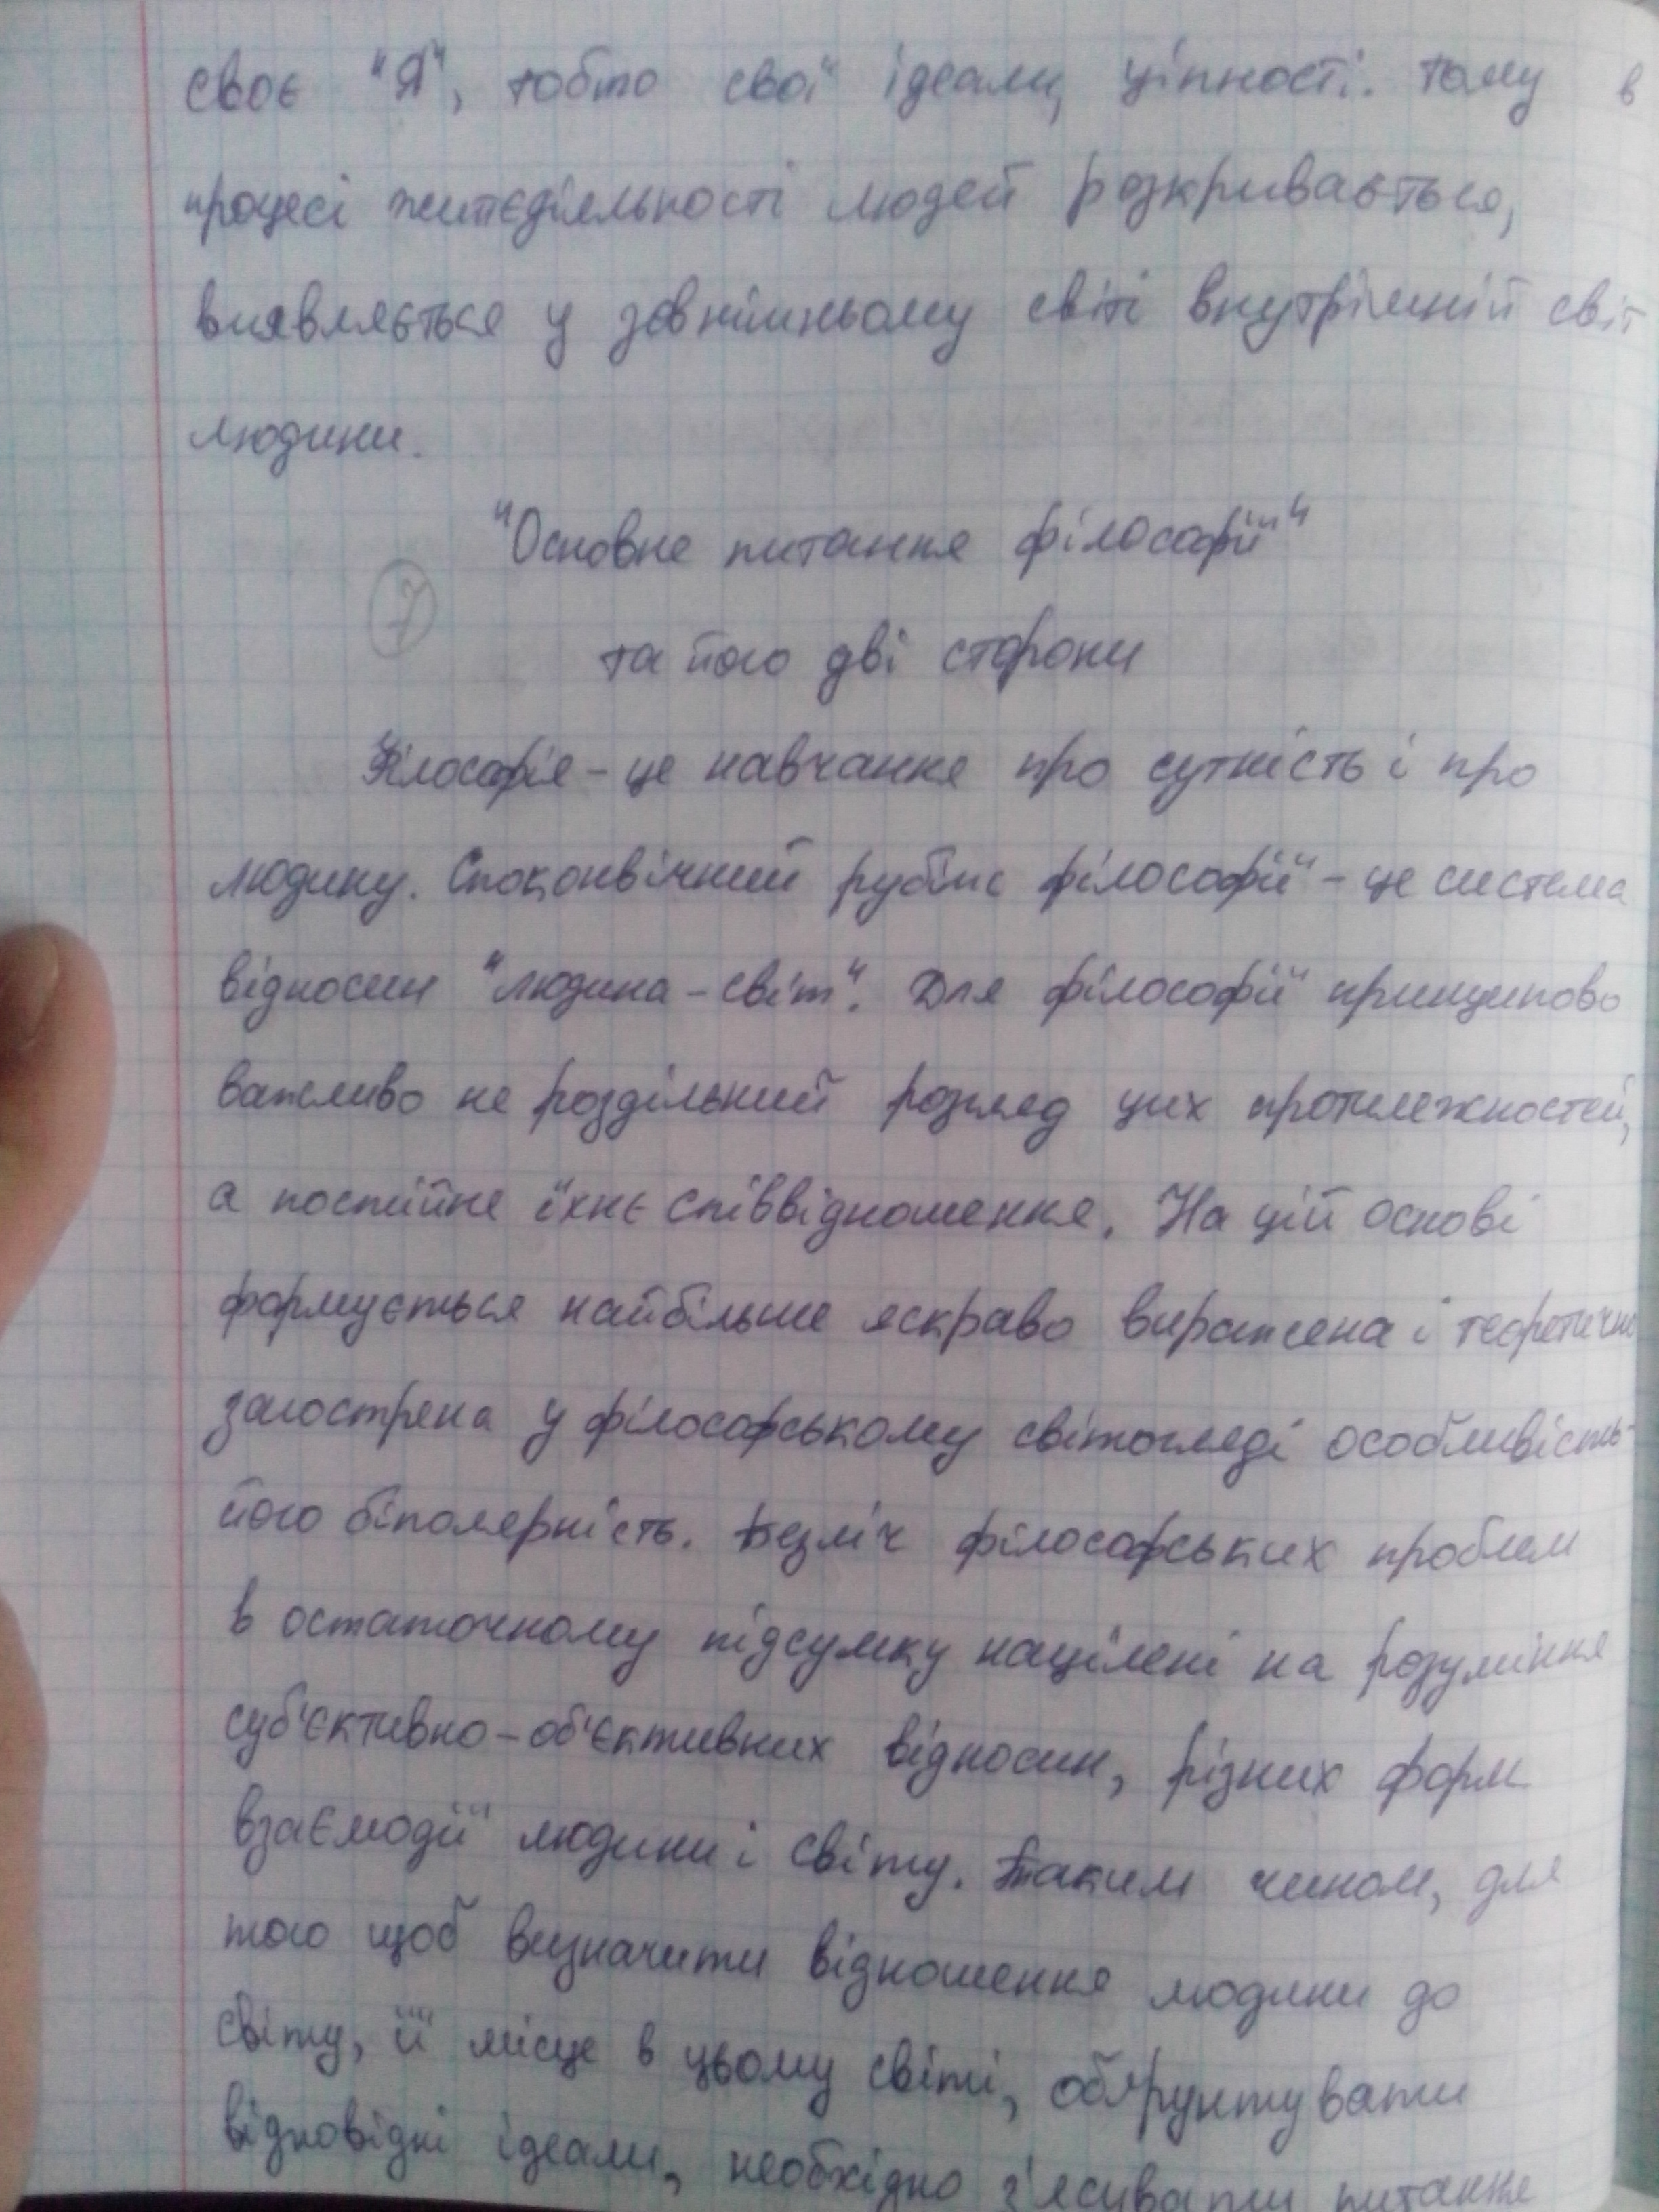 своє "Я", тобто свої ідеали, цінності. Тому в
процесі життєдіяльності людей розкривається,
виявляється у зовнішньому світі внутрішній світ
людини.
"Основне питання філософії"
7
та його дві сторони
Філософія - це навчання про сутність і про
людину. Споконвічний рубіж філософії - це система
відносин "людина - світ". Для філософії принципово
важливо не роздільний розгляд цих протилежностей,
а постійне їхнє співвідношення. На цій основі
формується найбільше яскраво виражена і теоретично
загострена у філософському світогляді особливість -
його біполярність. Безліч філософських проблем
в остаточному підсумку націлені на розуміння
суб'єктивно-об'єктивних відносин, різних форм
взаємодії людини і світу. Таким чином, для
того щоб визначити відношення людини до
світу, її місце в цьому світі, обґрунтувати
відповідні ідеали, необхідно з'ясувати питання